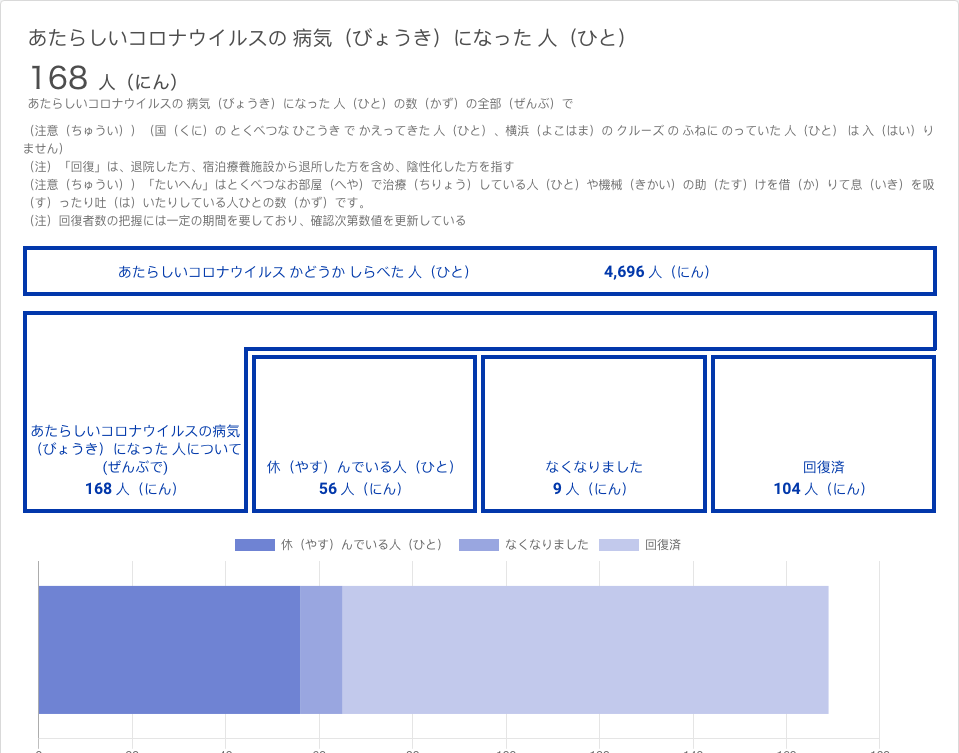 あたらしいコロナウイルスの 病気（びょうき）になった 人（ひと）
168 人（にん）
あたらしいコロナウイルスの 病気（びょうき）になった 人（ひと）の数（かず）の全部（ぜんぶ）で
（注意（ちゅうい））（国（くに）の とくべつな ひこうき で かえってきた 人（ひと）、横浜（よこはま）の クルーズ の ふねに のっていた 人（ひと） は 入（はい）り
ません）
（注）「回復」は、退院した方、宿泊療養施設から退所した方を含め、陰性化した方を指す
（注意（ちゅうい））「たいへん」はとくべつなお部屋（へや）で治療（ちりょう）している人（ひと）や機械（きかい）の助（たす）けを借（か）りて息（いき）を吸
（す）ったり吐（は）いたりしている人ひとの数（かず）です。
（注）回復者数の把握には一定の期間を要しており、確認次第数値を更新している
あたらしいコロナウイルス かどうか しらべた 人（ひと） 4,696 人（にん）
あたらしいコロナウイルスの病気
（びょうき）になった 人について
(ぜんぶで)
168 人（にん）
休（やす）んでいる人（ひと）
56 人（にん）
なくなりました
9 人（にん）
回復済
104 人（にん）
休（やす）んでいる人（ひと） なくなりました 回復済